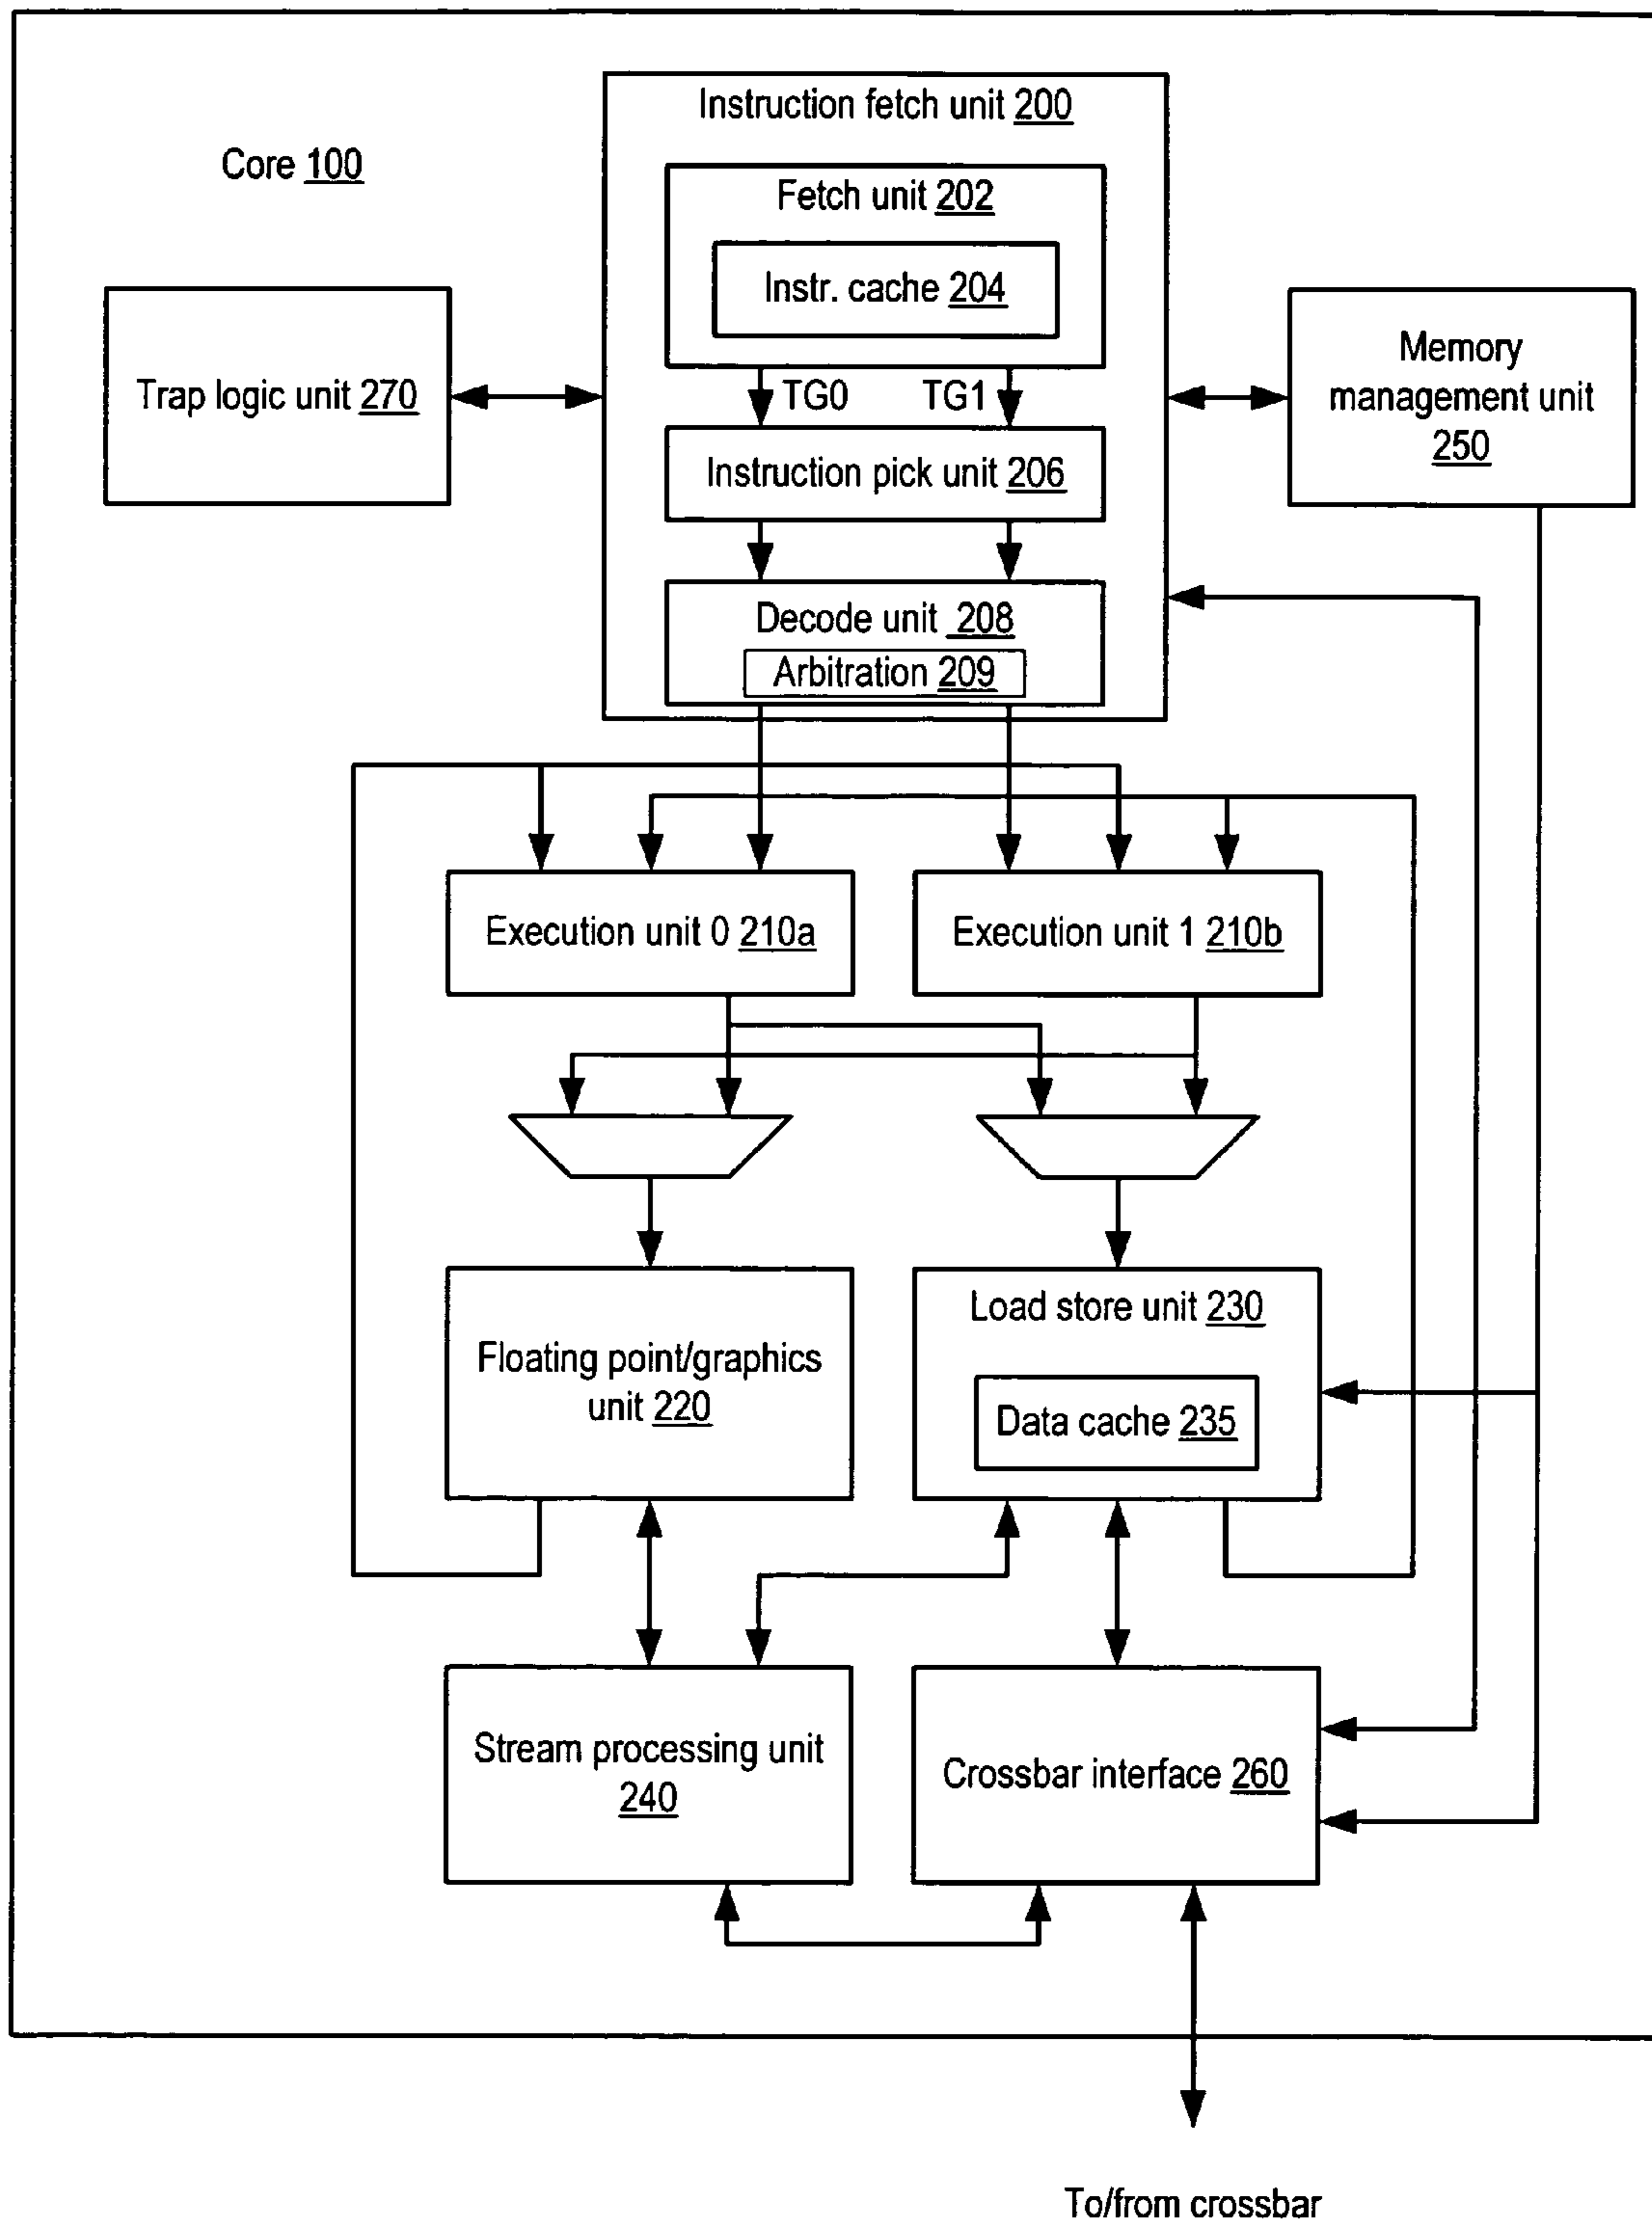 Instruction fetch unit 200
Core 100
Fetch unit 202
Instr. cache 204
Trap logic unit 270
TG0
TG1
Memory
management unit
250
Instruction pick unit 206
Decode unit 208
Arbitration 209
Execution unit 0 210a
Execution unit 1 210b
Floating point/graphics
unit 220
Load store unit 230
Data cache 235
Stream processing unit
240
Crossbar interface 260
To/from crossbar